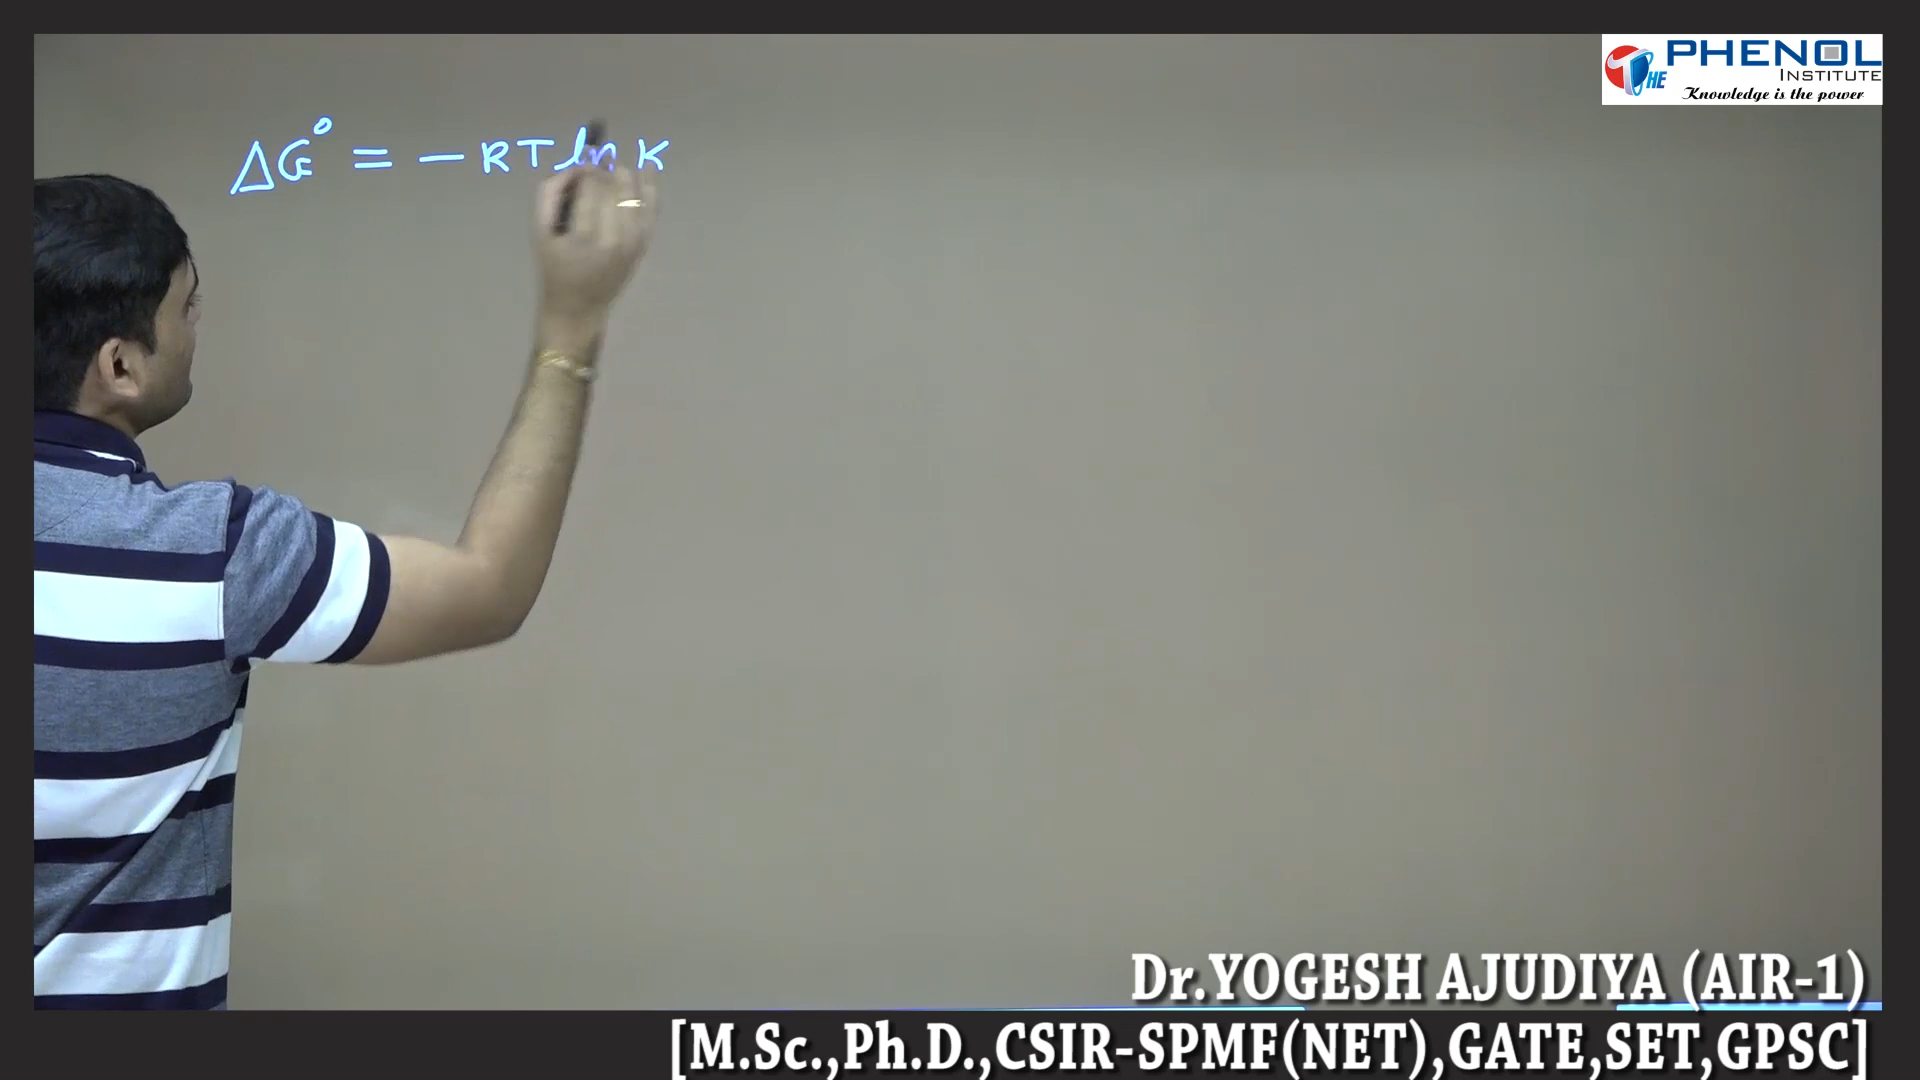 PHENOL
THE
INSTITUTE
Knowledge is the power
ΔG° = - RT ln K
Dr.YOGESH AJUDIYA (AIR-1)
[M.Sc.,Ph.D.,CSIR-SPMF(NET),GATE,SET,GPSC]